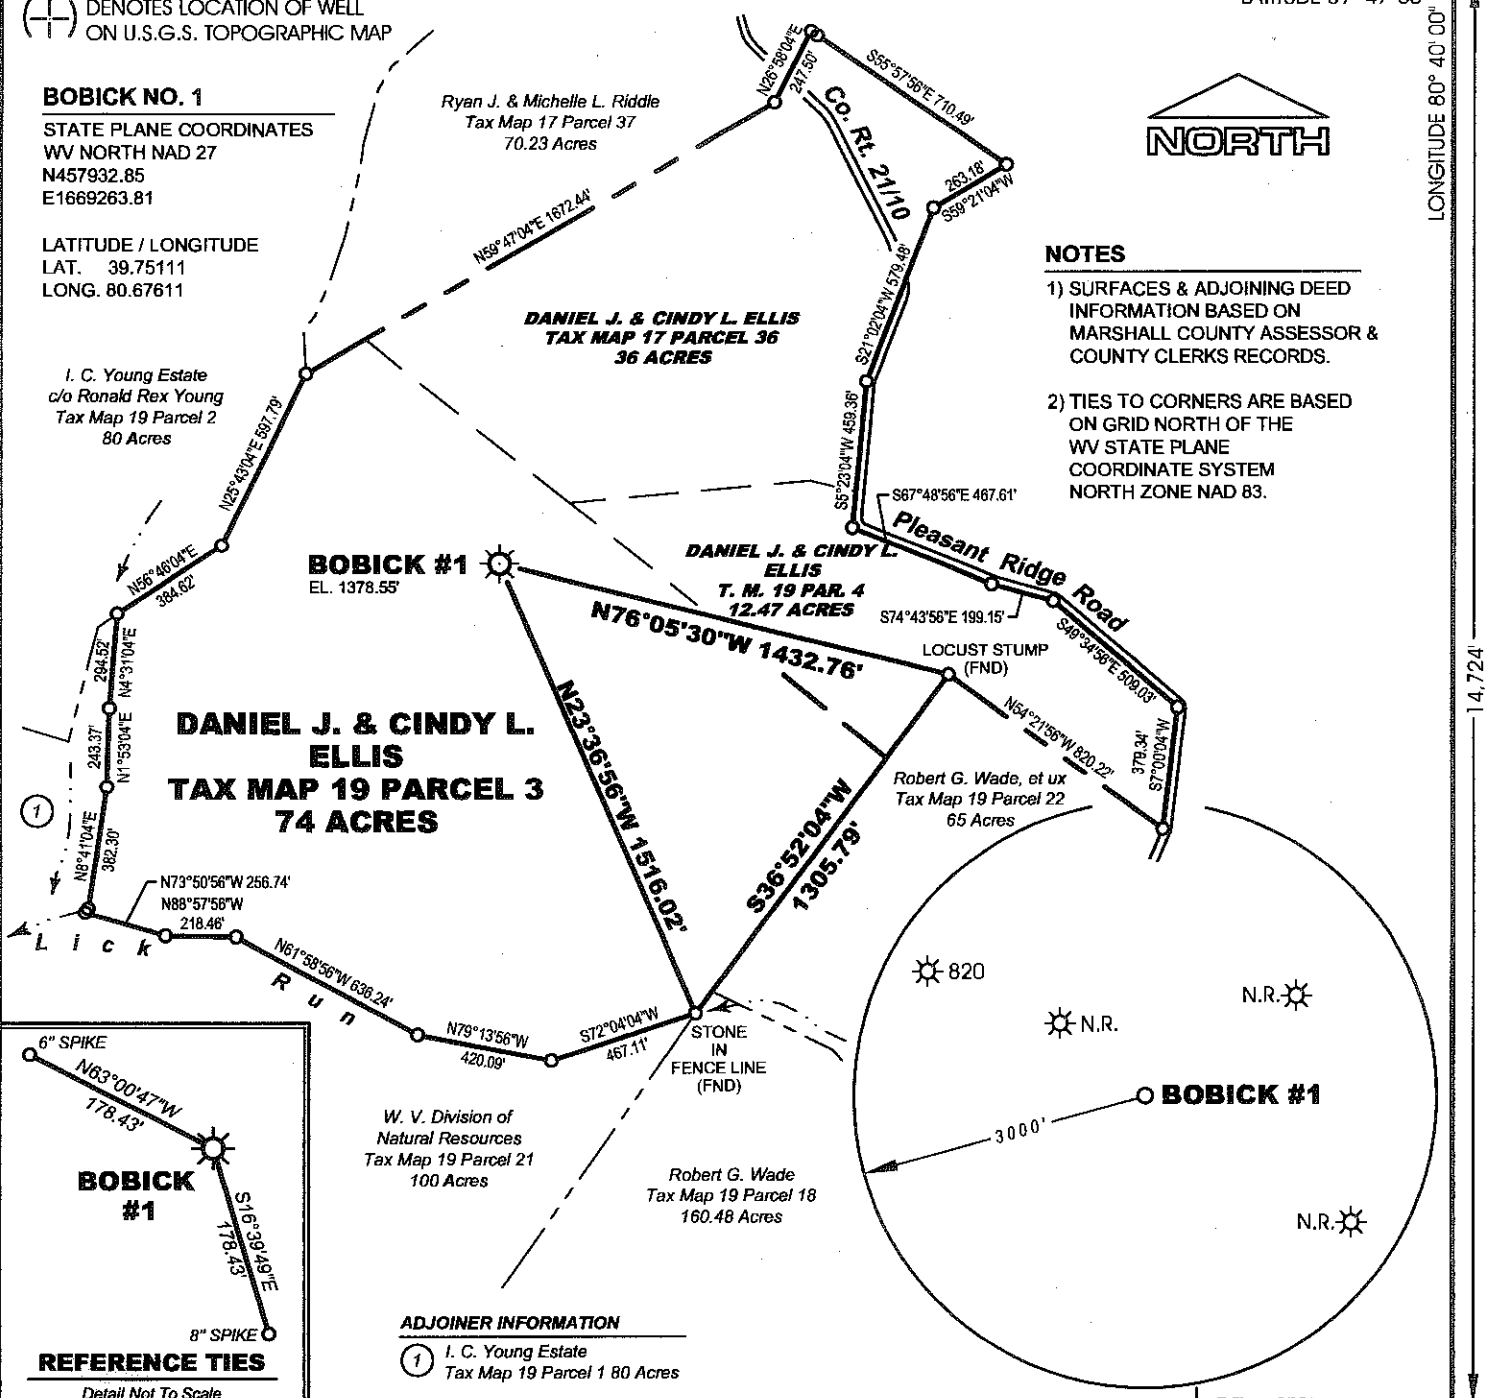 DENOTES LOCATION OF WELL
ON U.S.G.S. TOPOGRAPHIC MAP
LONGITUDE 80° 40' 00"
BOBICK NO. 1
STATE PLANE COORDINATES
WV NORTH NAD 27
N457932.85
E1669263.81
LATITUDE / LONGITUDE
LAT. 39.75111
LONG. 80.67611
Ryan J. & Michelle L. Riddle
Tax Map 17 Parcel 37
70.23 Acres
N26°58'04"E
247.50'
S55°57'56"E 710.49'
Co. Rt. 21/10
263.18'
S59°21'04"W
NORTH
NOTES
1) SURFACES & ADJOINING DEED
INFORMATION BASED ON
MARSHALL COUNTY ASSESSOR &
COUNTY CLERKS RECORDS.
2) TIES TO CORNERS ARE BASED
ON GRID NORTH OF THE
WV STATE PLANE
COORDINATE SYSTEM
NORTH ZONE NAD 83.
N59°47'04"E 1672.44'
S21°02'04"W 579.48'
DANIEL J. & CINDY L. ELLIS
TAX MAP 17 PARCEL 36
36 ACRES
I. C. Young Estate
c/o Ronald Rex Young
Tax Map 19 Parcel 2
80 Acres
N25°43'04"E 597.79'
S5°23'04"W 459.36'
S67°48'56"E 467.61'
Pleasant Ridge Road
N56°46'04"E
384.62'
BOBICK #1
EL. 1378.55'
DANIEL J. & CINDY L.
ELLIS
T. M. 19 PAR. 4
12.47 ACRES
S74°43'56"E 199.15'
S49°34'56"E 509.03'
N76°05'30"W 1432.76'
LOCUST STUMP
(FND)
294.52'
N4°31'04"E
N54°21'56"W 820.22'
379.34'
S7°00'04"W
14,724'
DANIEL J. & CINDY L.
ELLIS
TAX MAP 19 PARCEL 3
74 ACRES
N23°36'56"W 1516.02'
243.37'
N1°53'04"E
S36°52'04"W
1305.79'
Robert G. Wade, et ux
Tax Map 19 Parcel 22
65 Acres
1
N8°41'04"E
382.30'
N73°50'56"W 256.74'
N88°57'56"W
218.46'
Lick
Run
N61°58'56"W 636.24'
N79°13'56"W
420.09'
S72°04'04"W
467.11'
STONE
IN
FENCE LINE
(FND)
820
N.R.
N.R.
BOBICK #1
3000'
N.R.
6" SPIKE
N63°00'47"W
178.43'
BOBICK
#1
S16°39'49"E
178.43'
8" SPIKE
REFERENCE TIES
Detail Not To Scale
W. V. Division of
Natural Resources
Tax Map 19 Parcel 21
100 Acres
Robert G. Wade
Tax Map 19 Parcel 18
160.48 Acres
ADJOINER INFORMATION
1 I. C. Young Estate
Tax Map 19 Parcel 1 80 Acres